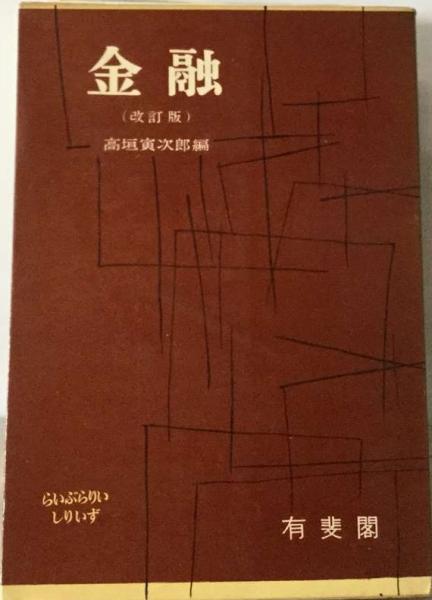 金融
(改訂版)
高垣寅次郎編
らいぶらりい
しりいず
有斐閣